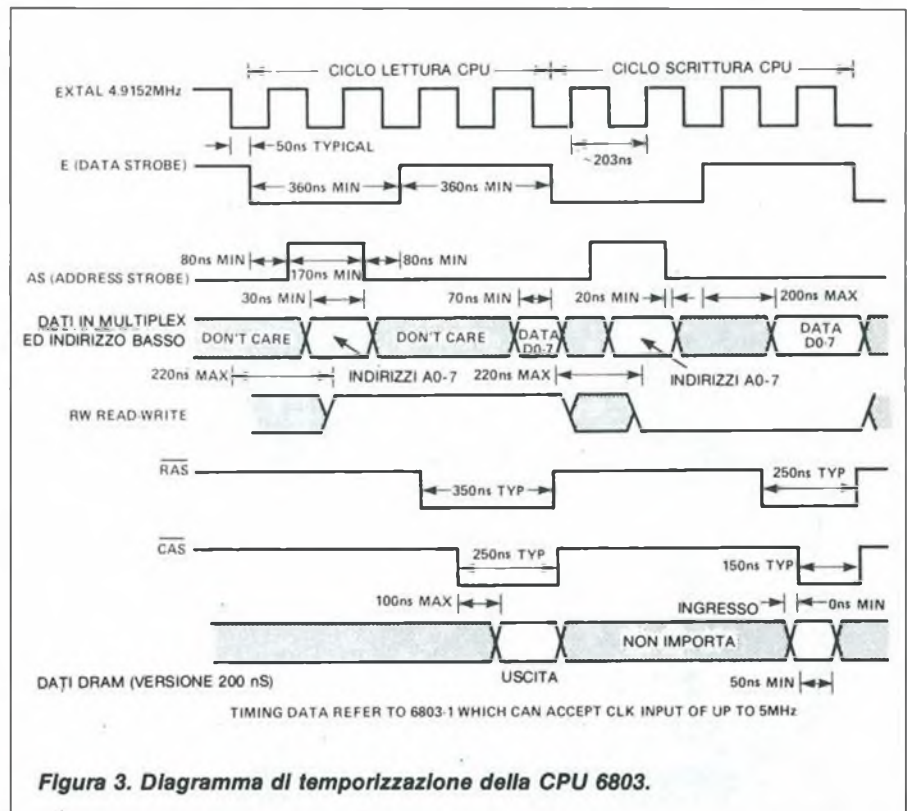 CICLO LETTURA CPU
CICLO SCRITTURA CPU
EXTAL 4.9152MHz
50ns TYPICAL
~203ns
E (DATA STROBE)
360ns MIN
360ns MIN
80ns MIN
170ns MIN
80ns MIN
AS (ADDRESS STROBE)
30ns MIN
70ns MIN
20ns MIN
200ns MAX
DATI IN MULTIPLEX
ED INDIRIZZO BASSO
DON'T CARE
DON'T CARE
DATA
D0-7
DATA
D0-7
220ns MAX
INDIRIZZI A0-7
220ns MAX
INDIRIZZI A0-7
RW READ-WRITE
RAS
350ns TYP
250ns TYP
CAS
250ns TYP
150ns TYP
100ns MAX
INGRESSO
0ns MIN
NON IMPORTA
DATI DRAM (VERSIONE 200 nS)
USCITA
50ns MIN
TIMING DATA REFER TO 6803-1 WHICH CAN ACCEPT CLK INPUT OF UP TO 5MHz
Figura 3. Diagramma di temporizzazione della CPU 6803.